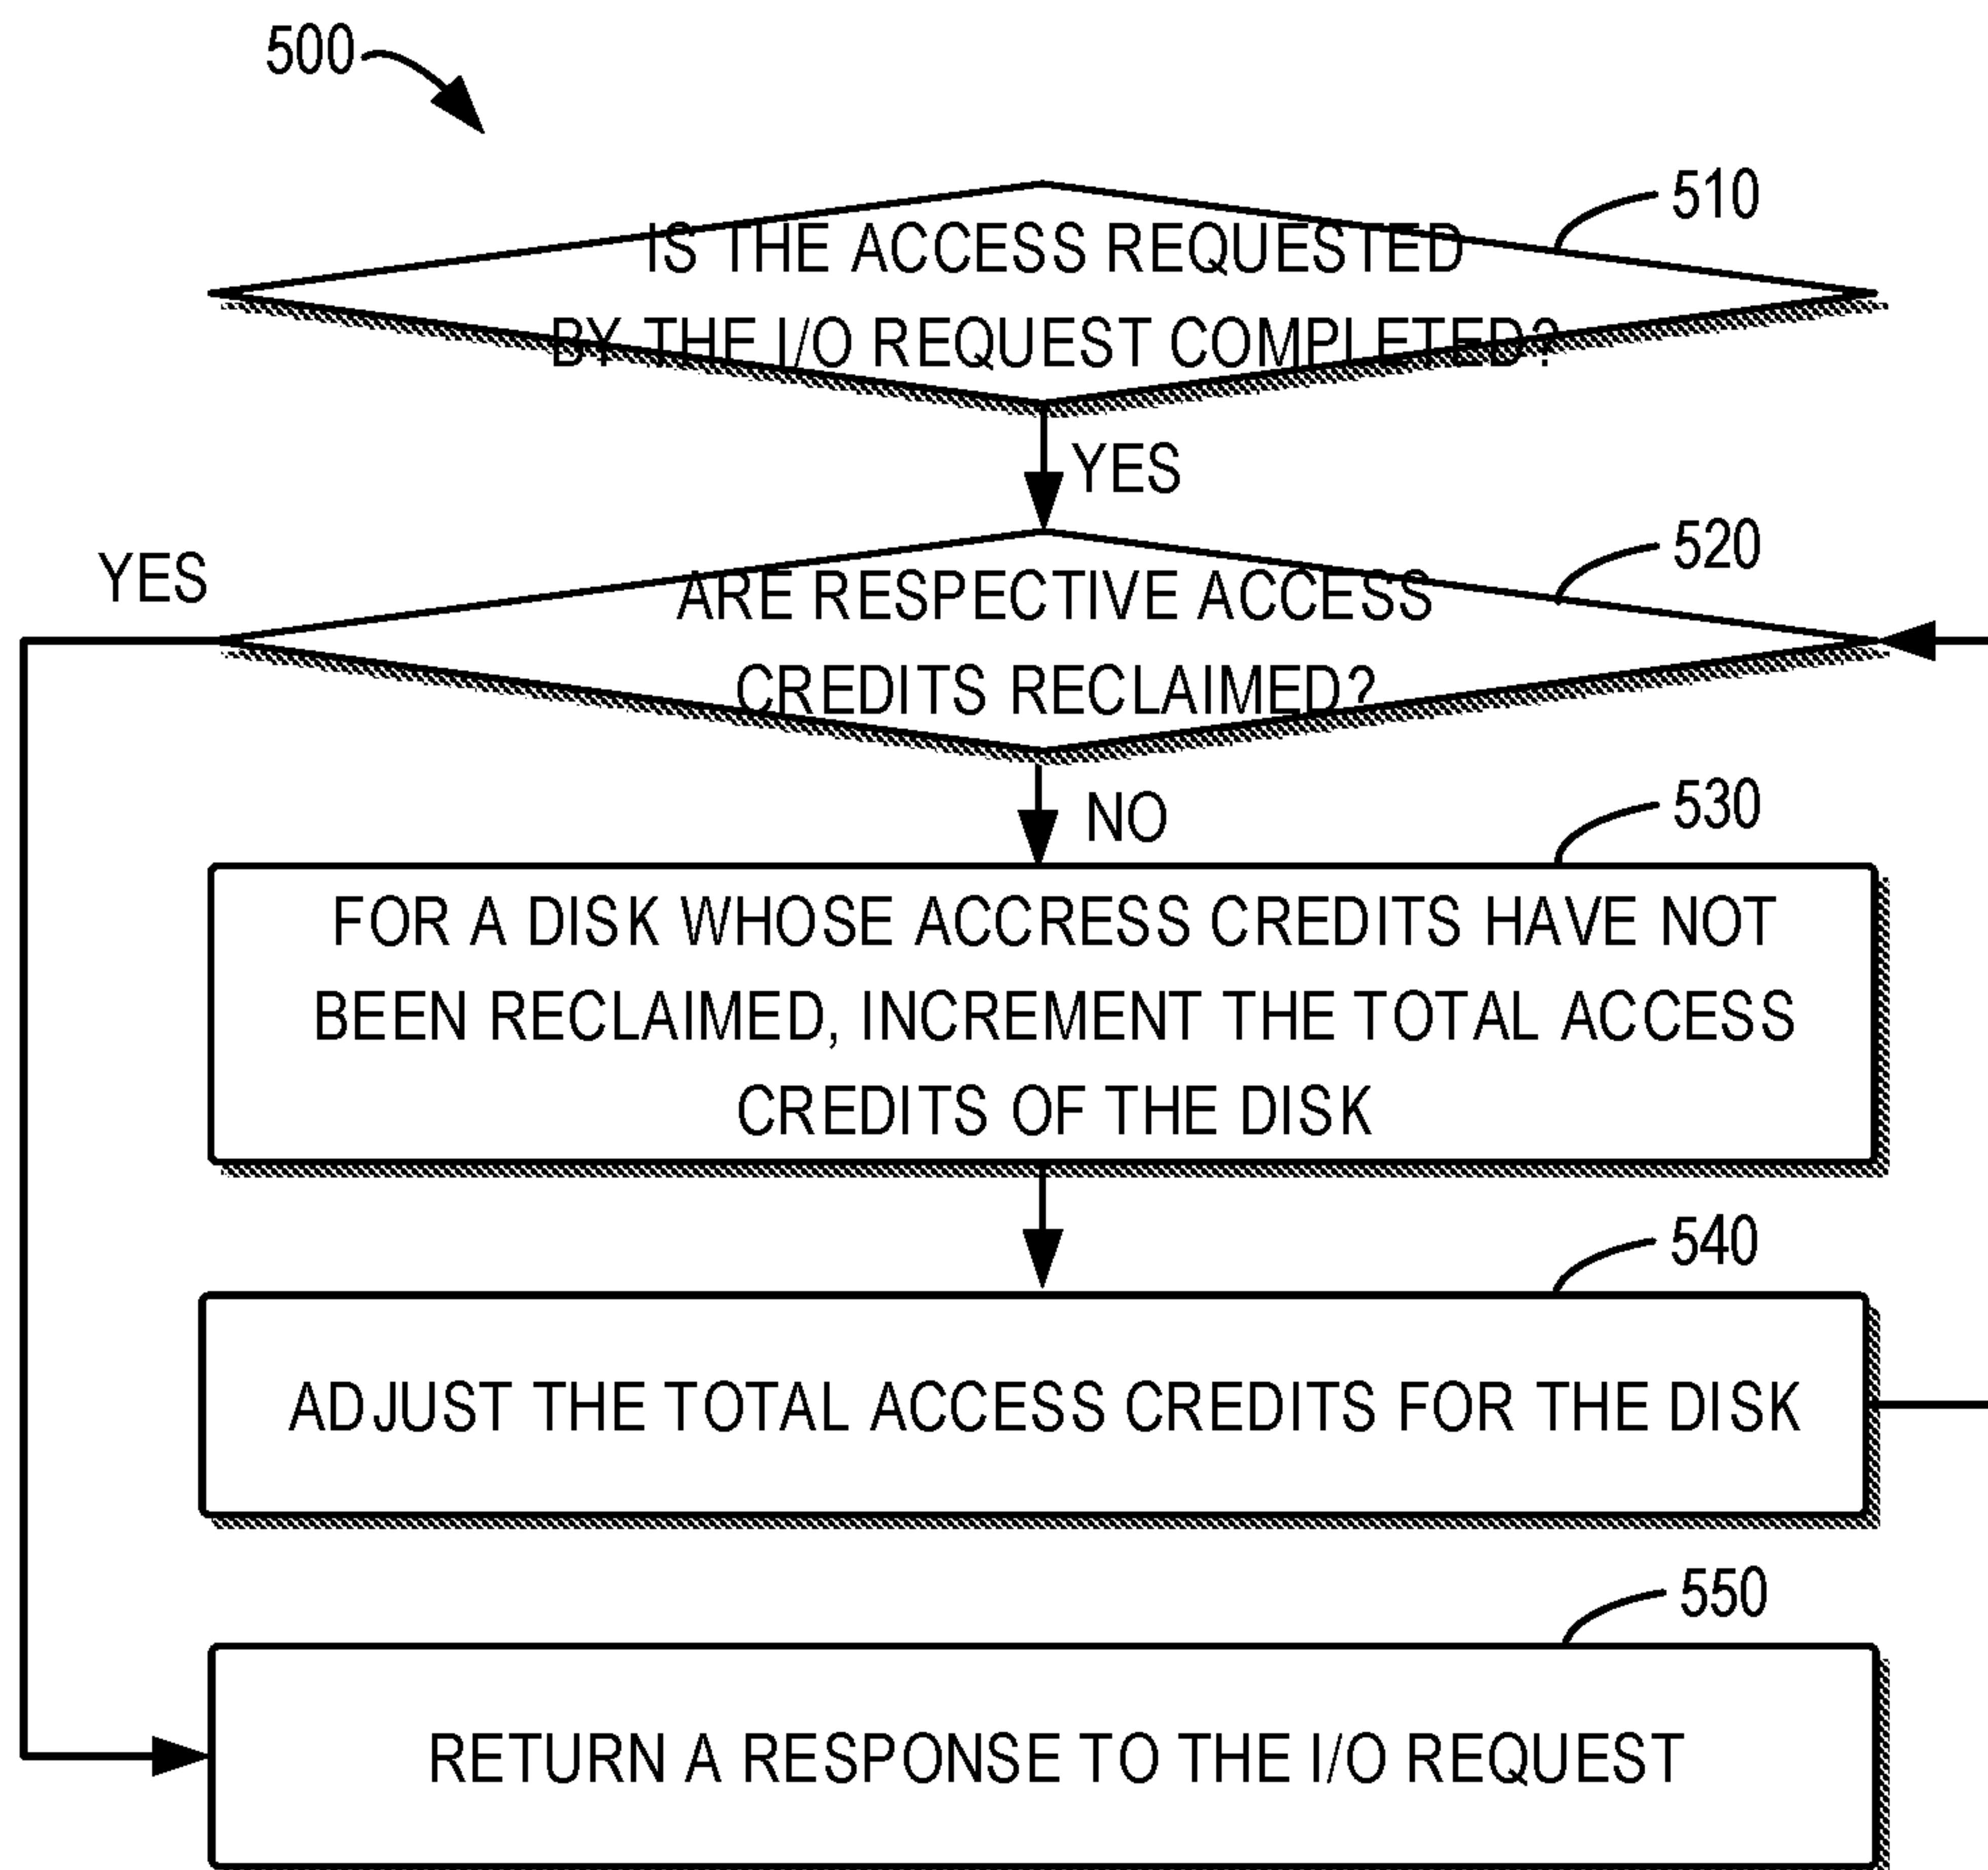 500
510
IS THE ACCESS REQUESTED
BY THE I/O REQUEST COMPLETED?
YES
520
YES
ARE RESPECTIVE ACCESS
CREDITS RECLAIMED?
NO
530
FOR A DISK WHOSE ACCRESS CREDITS HAVE NOT
BEEN RECLAIMED, INCREMENT THE TOTAL ACCESS
CREDITS OF THE DISK
540
ADJUST THE TOTAL ACCESS CREDITS FOR THE DISK
550
RETURN A RESPONSE TO THE I/O REQUEST